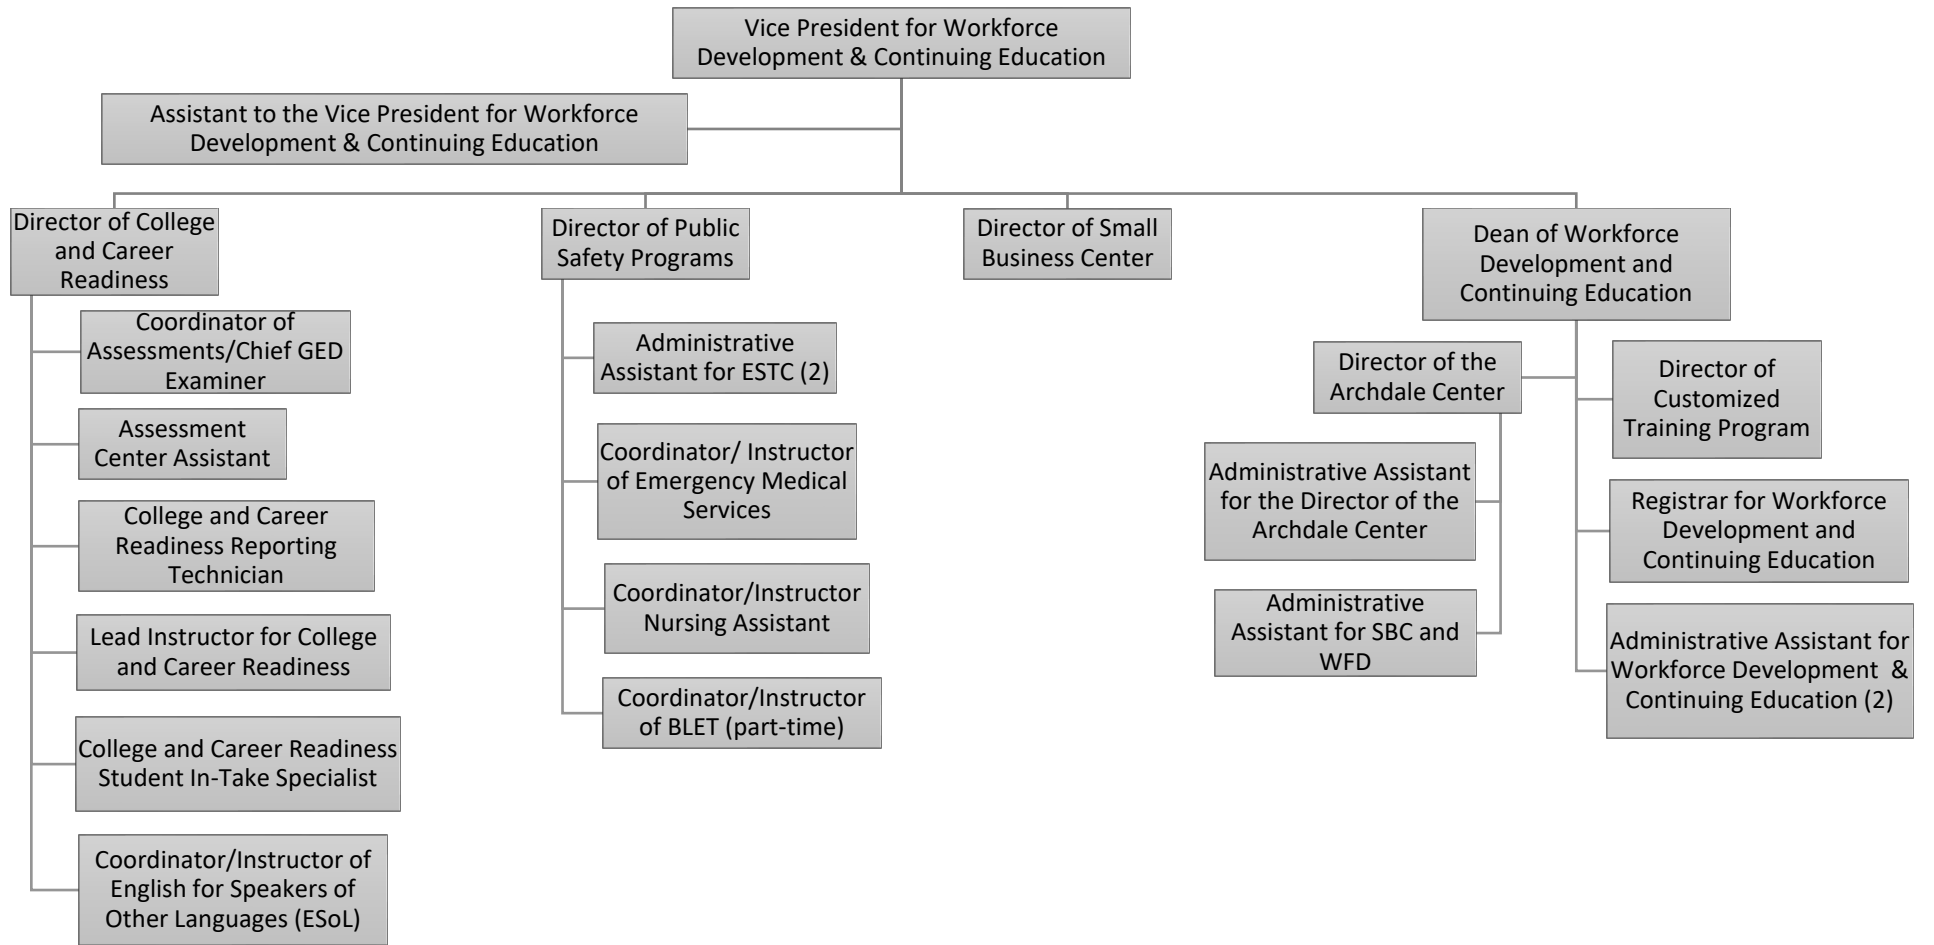 Vice President for Workforce
Development & Continuing Education
Assistant to the Vice President for Workforce
Development & Continuing Education
Director of College
and Career
Readiness
Coordinator of
Assessments/Chief GED
Examiner
Assessment
Center Assistant
College and Career
Readiness Reporting
Technician
Lead Instructor for College
and Career Readiness
College and Career Readiness
Student In-Take Specialist
Coordinator/Instructor of
English for Speakers of
Other Languages (ESoL)
Director of Public
Safety Programs
Administrative
Assistant for ESTC (2)
Coordinator/ Instructor
of Emergency Medical
Services
Coordinator/Instructor
Nursing Assistant
Coordinator/Instructor
of BLET (part-time)
Director of Small
Business Center
Dean of Workforce
Development and
Continuing Education
Director of the
Archdale Center
Administrative Assistant
for the Director of the
Archdale Center
Administrative
Assistant for SBC and
WFD
Director of
Customized
Training Program
Registrar for Workforce
Development and
Continuing Education
Administrative Assistant for
Workforce Development  &
Continuing Education (2)